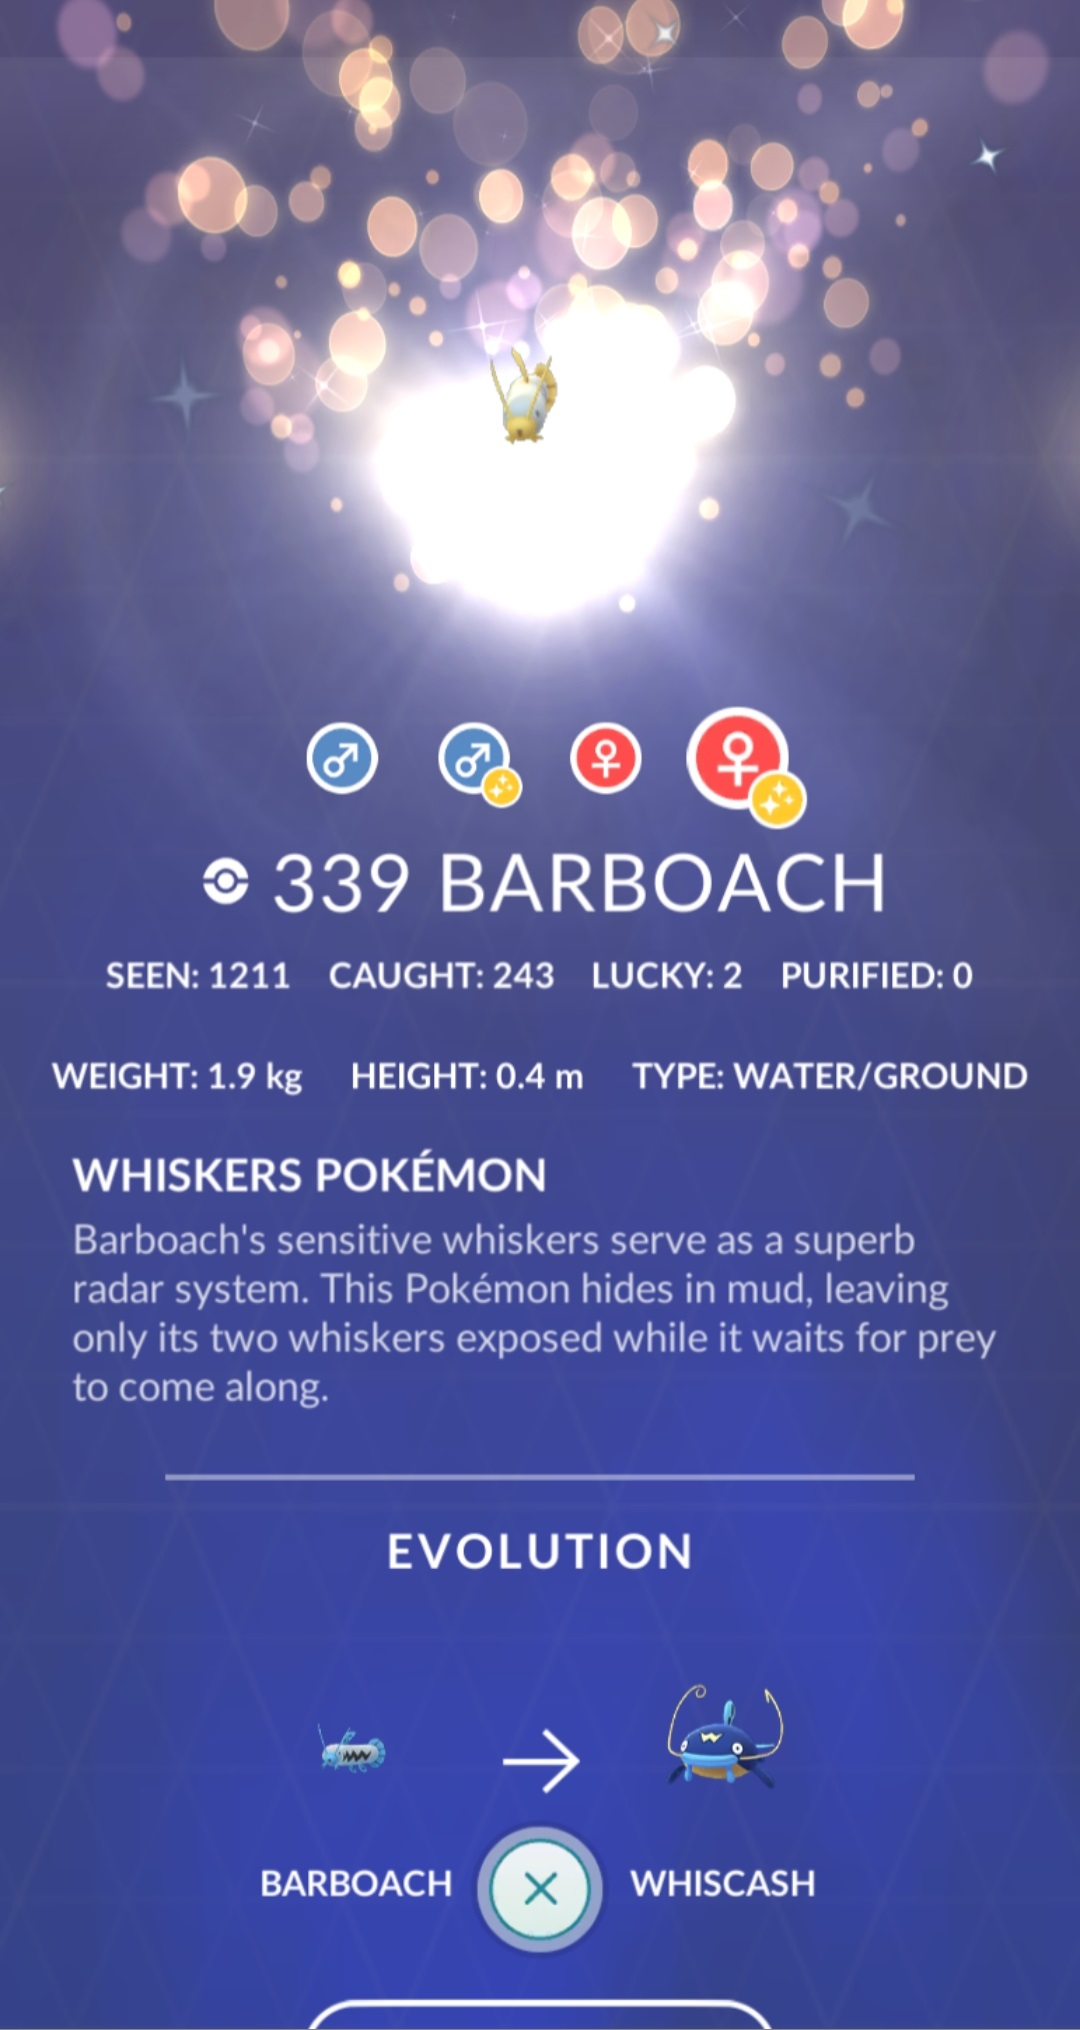 339 BARBOACH
SEEN: 1211 CAUGHT: 243 LUCKY: 2 PURIFIED: 0
WEIGHT: 1.9 kg HEIGHT: 0.4 m TYPE: WATER/GROUND
WHISKERS POKÉMON
Barboach's sensitive whiskers serve as a superb
radar system. This Pokémon hides in mud, leaving
only its two whiskers exposed while it waits for prey
to come along.
EVOLUTION
BARBOACH WHISCASH